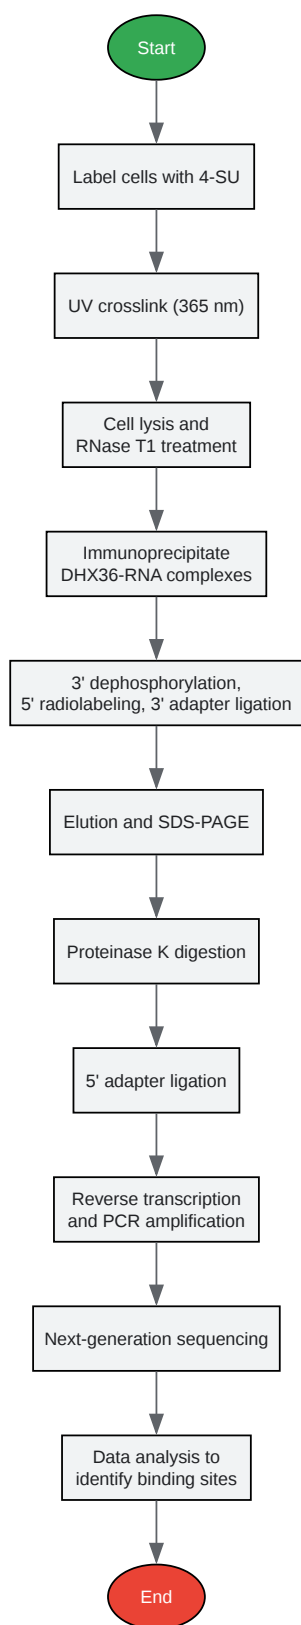 Start
Label cells with 4-SU
UV crosslink (365 nm)
Cell lysis and
RNase T1 treatment
Immunoprecipitate
DHX36-RNA complexes
3' dephosphorylation,
5' radiolabeling, 3' adapter ligation
Elution and SDS-PAGE
Proteinase K digestion
5' adapter ligation
Reverse transcription
and PCR amplification
Next-generation sequencing
Data analysis to
identify binding sites
End